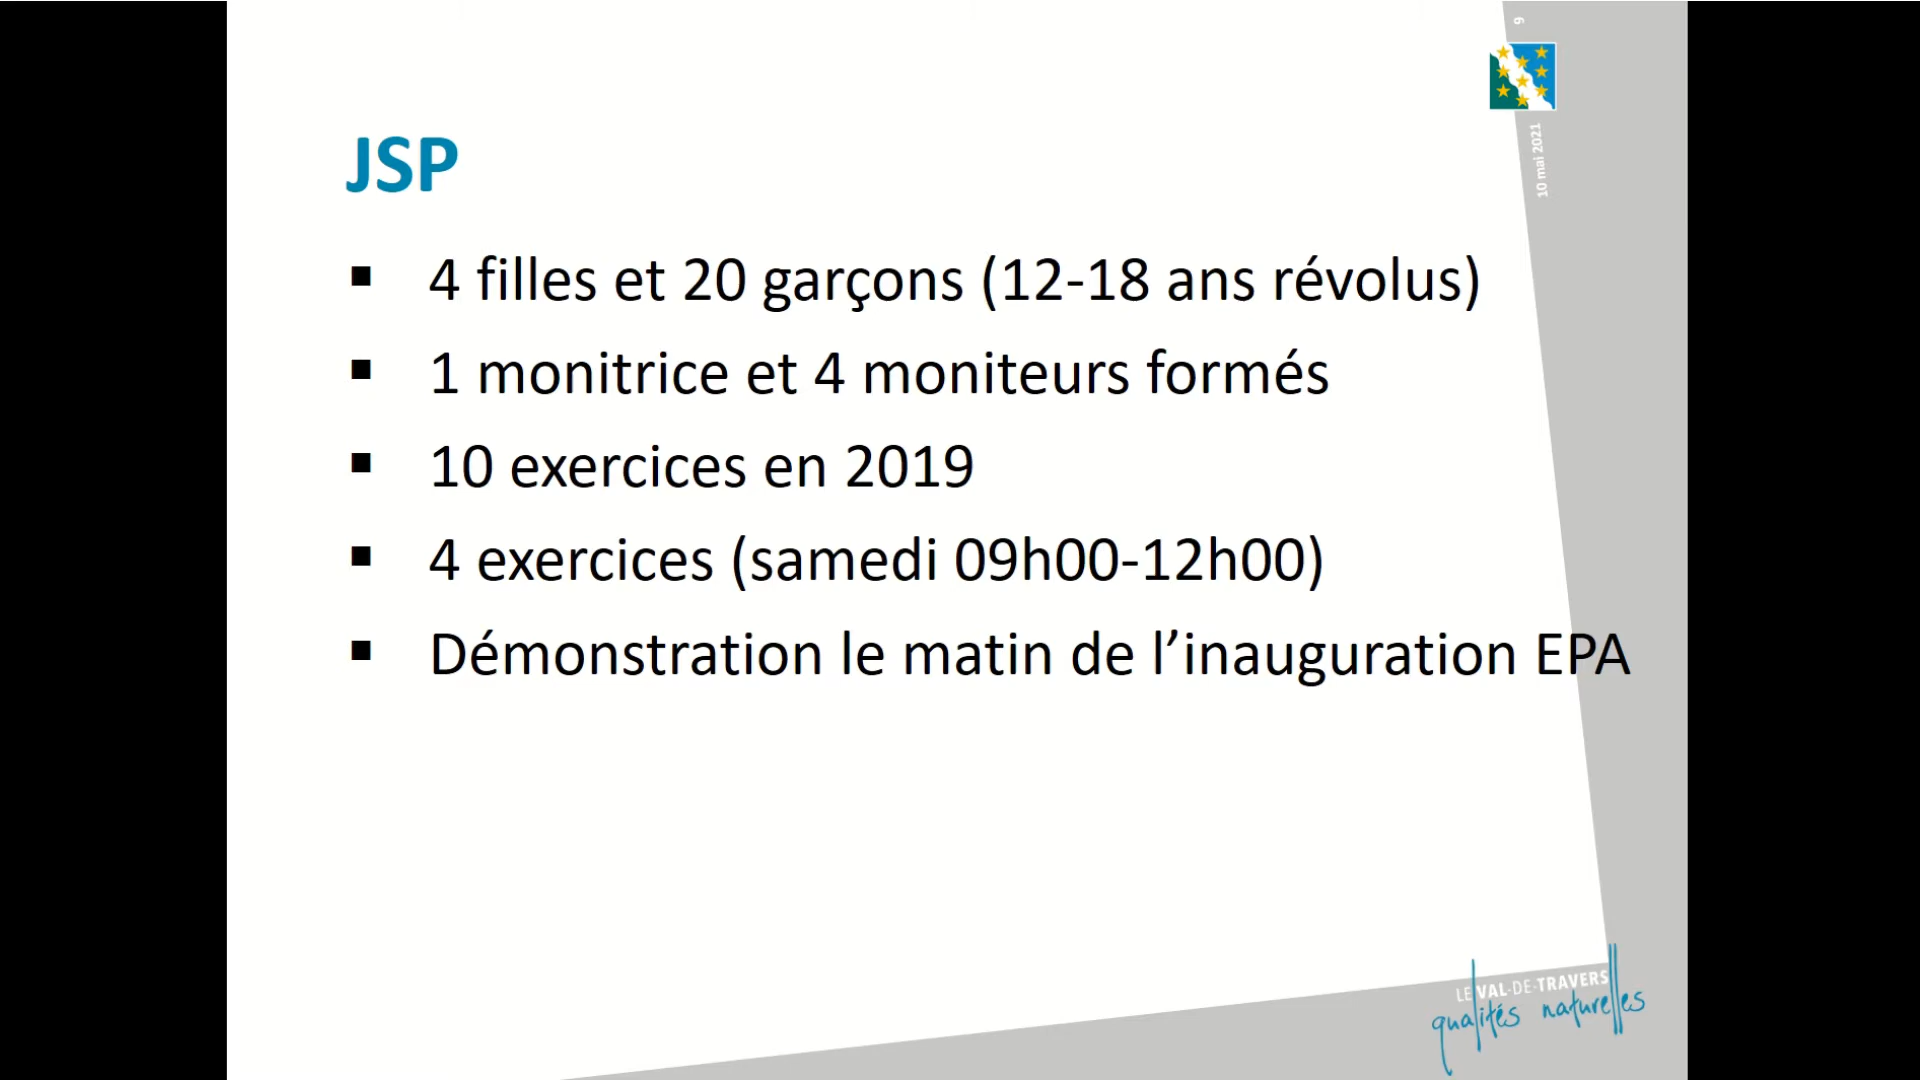 9
10 mai 2021
JSP
▪ 4 filles et 20 garçons (12-18 ans révolus)
▪ 1 monitrice et 4 moniteurs formés
▪ 10 exercices en 2019
▪ 4 exercices (samedi 09h00-12h00)
▪ Démonstration le matin de l’inauguration EPA
LE VAL-DE-TRAVERS
qualités naturelles